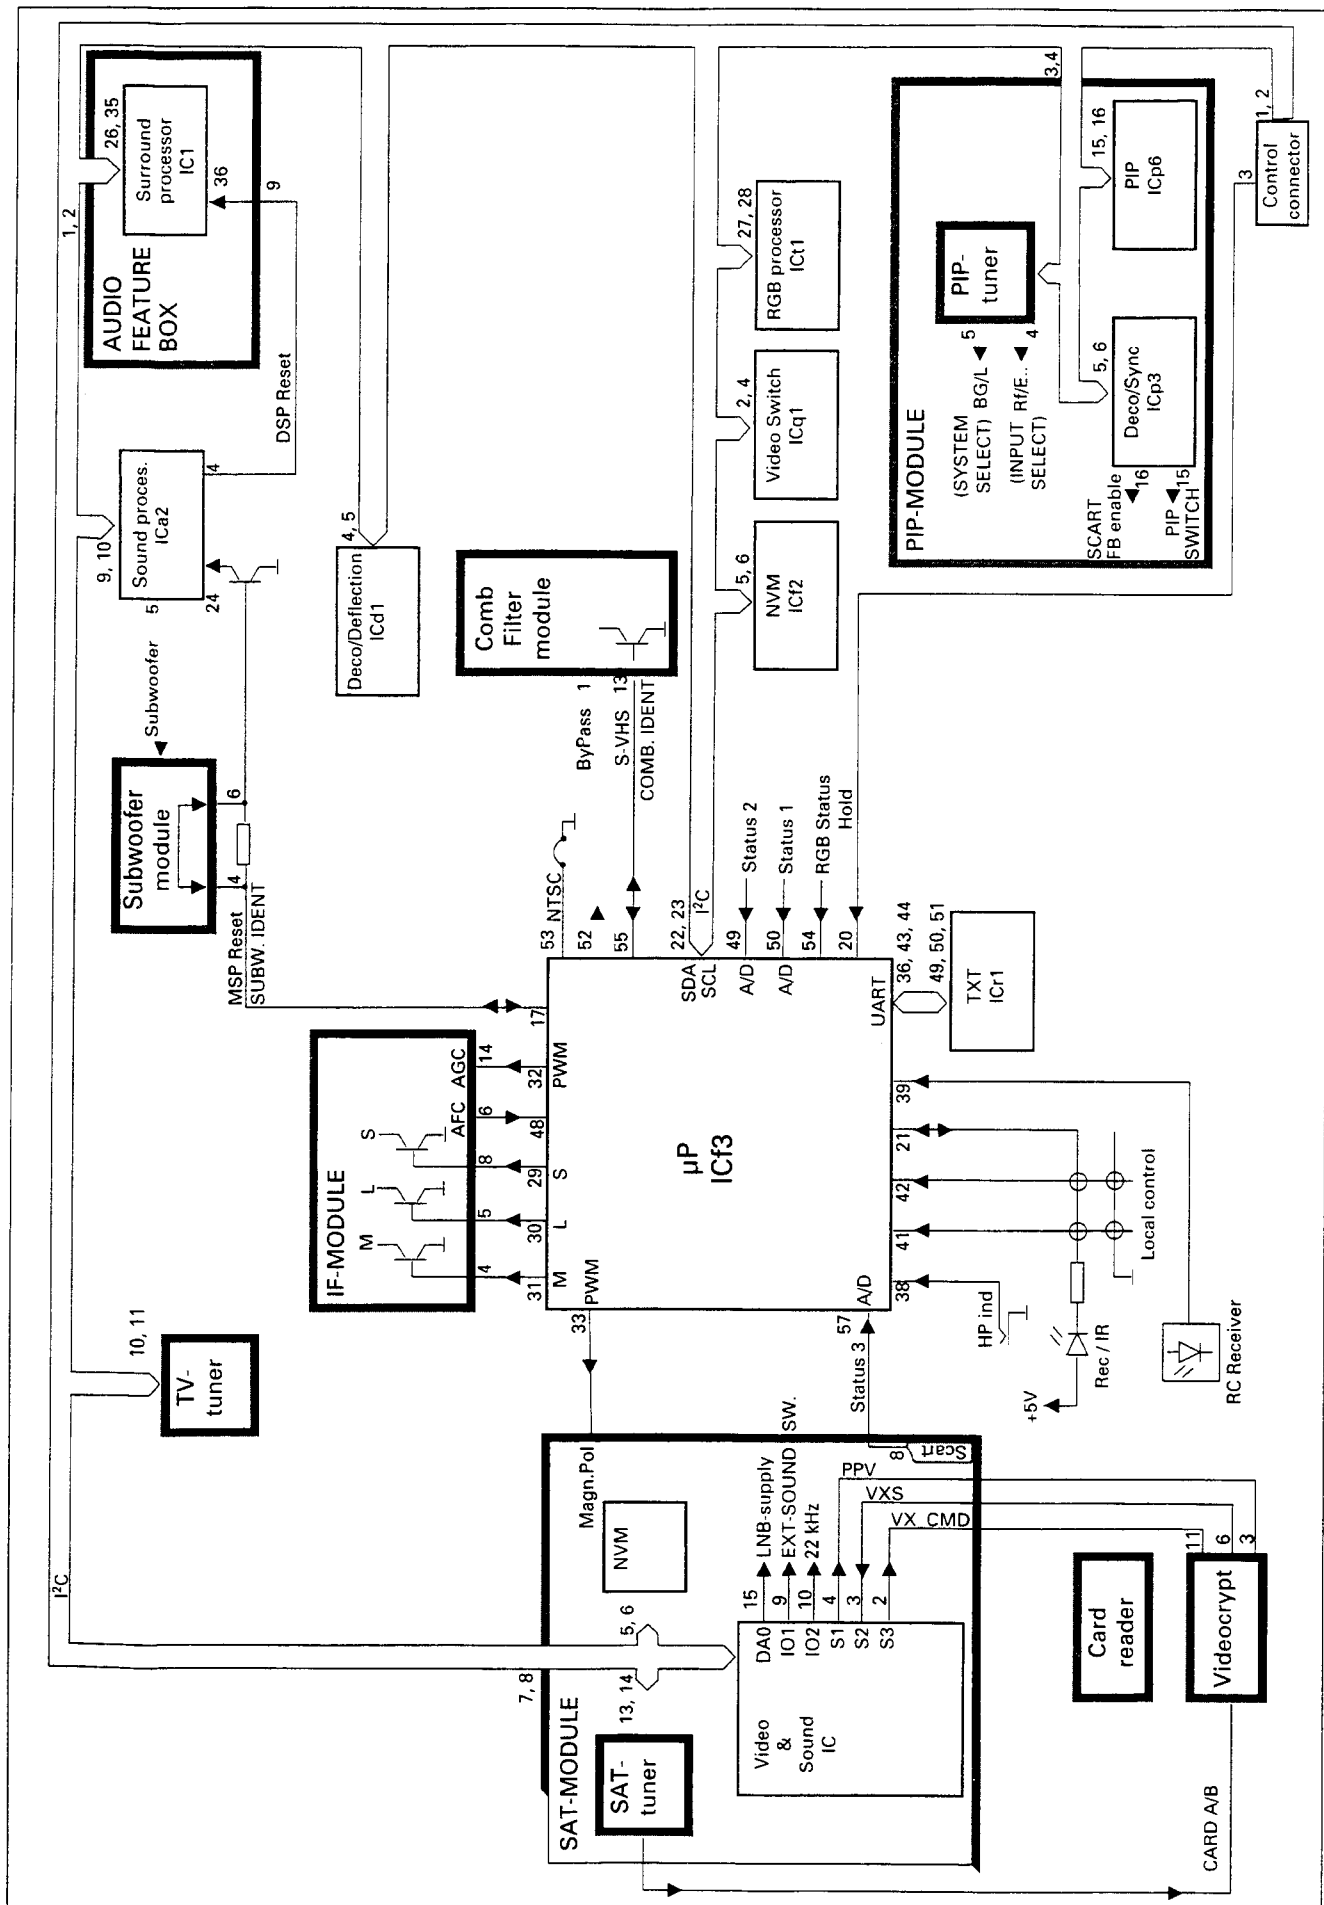 I²C
7, 8
SAT-MODULE
SAT-
tuner
13, 14
5, 6
NVM
Magn.Pol
Video
&
Sound
IC
DA0
IO1
IO2
S1
S2
S3
15
9
10
4
3
2
LNB-supply
EXT-SOUND SW.
22 kHz
PPV
VXS
VX_CMD
8
Scart
Card
reader
Videocrypt
11
6
3
CARD A/B
TV-
tuner
10, 11
IF-MODULE
M
L
S
AFC
AGC
4
5
8
6
14
31
30
29
48
32
17
M
L
S
PWM
33
PWM
µP
ICf3
57
A/D
Status 3
38
41
42
21
39
HP ind
+5V
Rec / IR
Local control
RC Receiver
UART
36, 43, 44
49, 50, 51
TXT
ICr1
MSP Reset
SUBW. IDENT
Subwoofer
module
4
6
Subwoofer
5
24
9, 10
Sound proces.
ICa2
4
DSP Reset
1, 2
AUDIO
FEATURE
BOX
Surround
processor
IC1
26, 35
36
9
Deco/Deflection
ICd1
4, 5
Comb
Filter
module
ByPass 1
S-VHS 13
COMB. IDENT
53 NTSC
52
55
22, 23
I²C
SDA
SCL
49
A/D
Status 2
50
A/D
Status 1
54
RGB Status
20
Hold
NVM
ICf2
5, 6
Video Switch
ICq1
2, 4
RGB processor
ICt1
27, 28
PIP-MODULE
3,4
PIP-
tuner
(SYSTEM
SELECT) BG/L
5
(INPUT Rf/E..
SELECT)
4
5, 6
Deco/Sync
ICp3
SCART
FB enable
16
PIP
SWITCH
15
15, 16
PIP
ICp6
1, 2
3
Control
connector